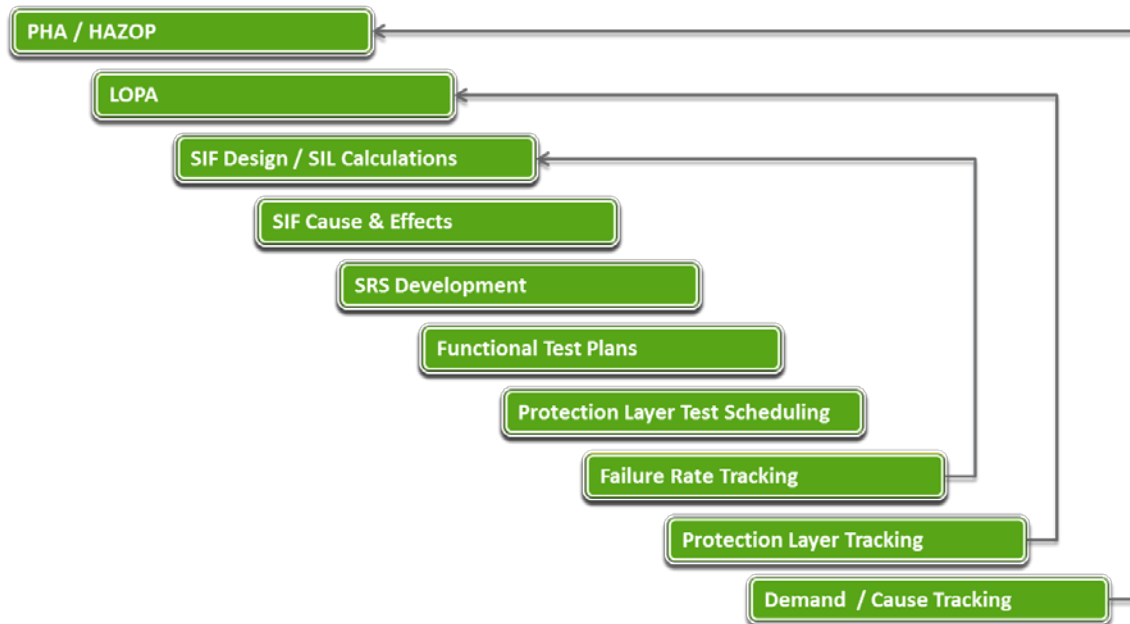 PHA / HAZOP
LOPA
SIF Design / SIL Calculations
SIF Cause & Effects
SRS Development
Functional Test Plans
Protection Layer Test Scheduling
Failure Rate Tracking
Protection Layer Tracking
Demand / Cause Tracking